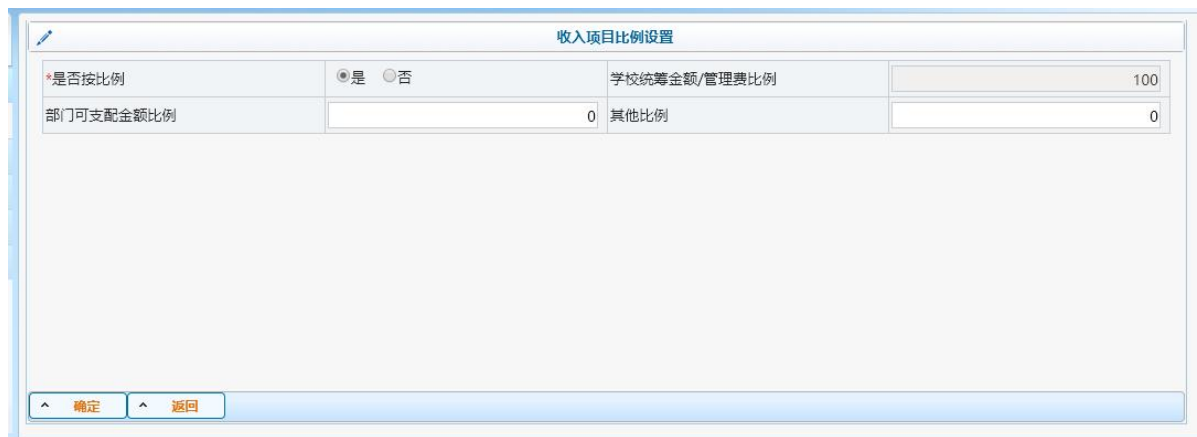 收入项目比例设置
*是否按比例 是 否 学校统筹金额/管理费比例 100
部门可支配金额比例 0 其他比例 0
确定 返回